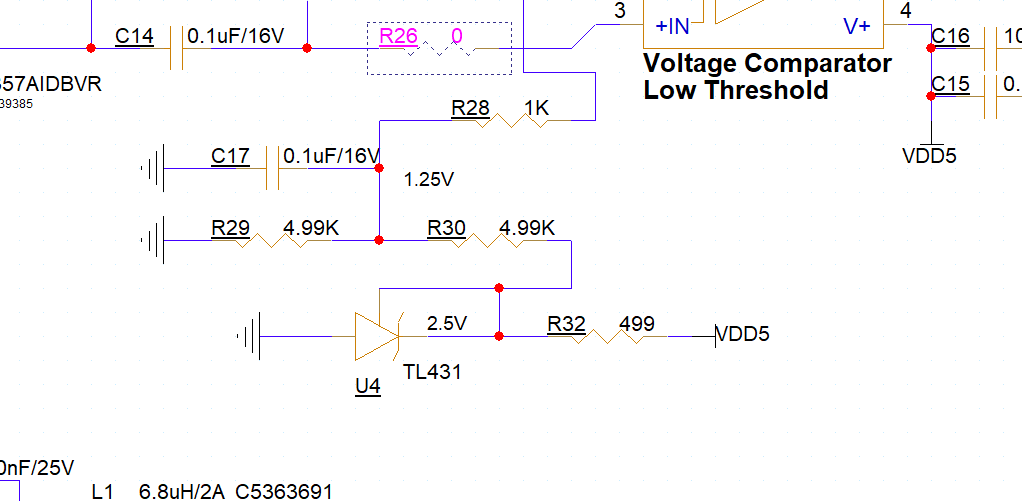 3
4
+IN
V+
C14 0.1uF/16V
R26 0
C16 10
357AIDBVR
39385
Voltage Comparator
Low Threshold
C15 0.
R28 1K
VDD5
C17 0.1uF/16V
1.25V
R29 4.99K
R30 4.99K
2.5V
R32 499
VDD5
TL431
U4
0nF/25V
L1 6.8uH/2A C5363691